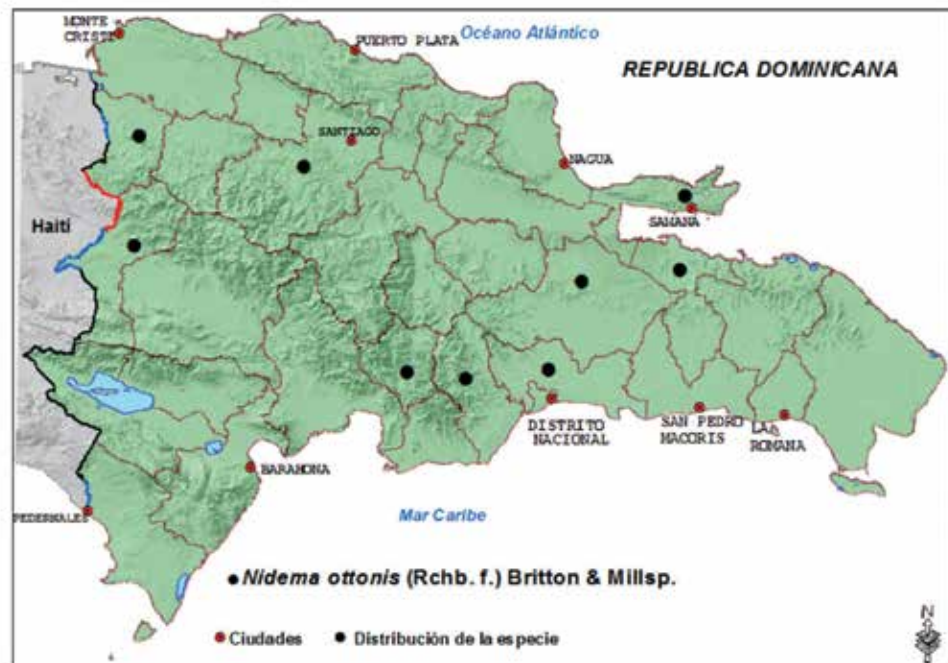 MONTE
CRISTI
PUERTO PLATA
Océano Atlántico
REPUBLICA DOMINICANA
SANTIAGO
NAGUA
SAMANA
Haití
DISTRITO
NACIONAL
SAN PEDRO
MACORIS
LA
ROMANA
BARAHONA
PEDERNALES
Mar Caribe
Nidema ottonis (Rchb. f.) Britton & Millsp.
Ciudades
Distribución de la especie
N